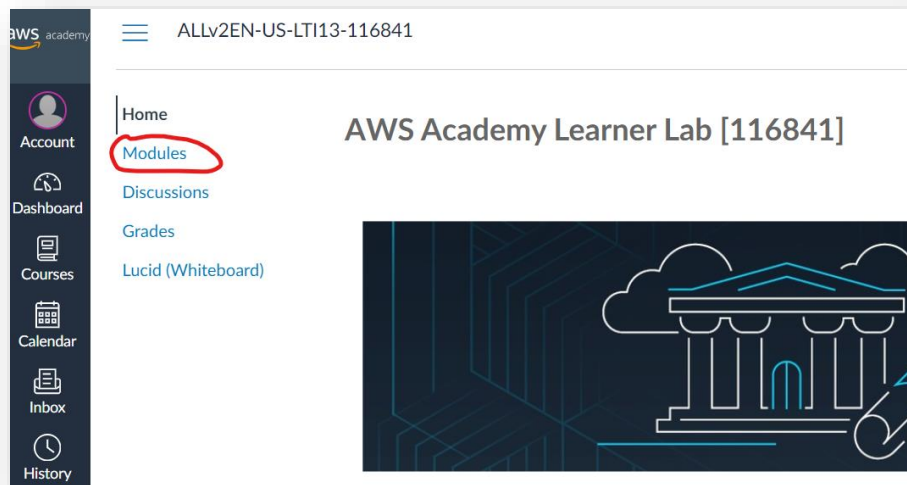 aws academy
ALLv2EN-US-LTI13-116841
Account
Dashboard
Courses
Calendar
Inbox
History
Home
Modules
Discussions
Grades
Lucid (Whiteboard)
AWS Academy Learner Lab [116841]